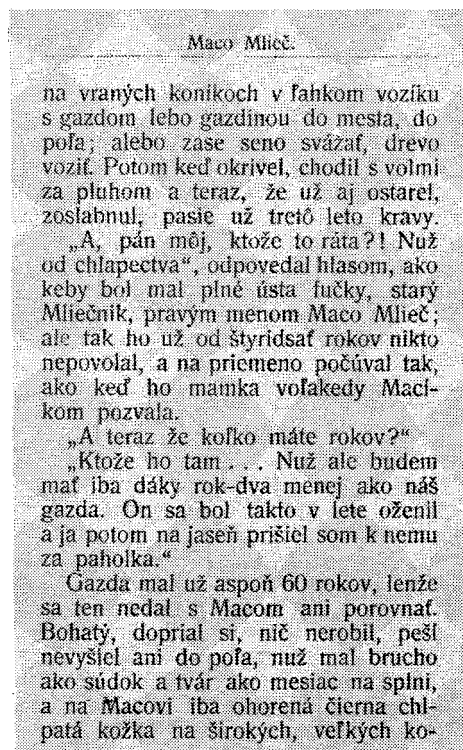 Maco Mlieč.
na vraných koníkoch v ľahkom vozíku
s gazdom lebo gazdinou do mesta, do
poľa; alebo zase seno svážať, drevo
voziť. Potom keď okrivel, chodil s volmi
za pluhom a teraz, že už aj ostarel,
zoslabnul, pasie už tretô leto kravy.
„A, pán môj, ktože to ráta?! Nuž
od chlapectva“, odpovedal hlasom, ako
keby bol mal plné ústa fučky, starý
Mliečnik, pravým menom Maco Mlieč;
ale tak ho už od štyridsať rokov nikto
nepovolal, a na priemeno počúval tak,
ako keď ho mamka voľakedy Mací-
kom pozvala.
„A teraz že koľko máte rokov?“
„Ktože ho tam . . . Nuž ale budem
mať iba dáky rok-dva menej ako náš
gazda. On sa bol takto v lete oženil
a ja potom na jaseň prišiel som k nemu
za paholka.“
Gazda mal už aspoň 60 rokov, lenže
sa ten nedal s Macom ani porovnať.
Bohatý, doprial si, nič nerobil, peší
nevyšiel ani do poľa, nuž mal brucho
ako súdok a tvár ako mesiac na splni,
a na Macovi iba ohorená čierna chl-
patá kožka na širokých, veľkých ko-